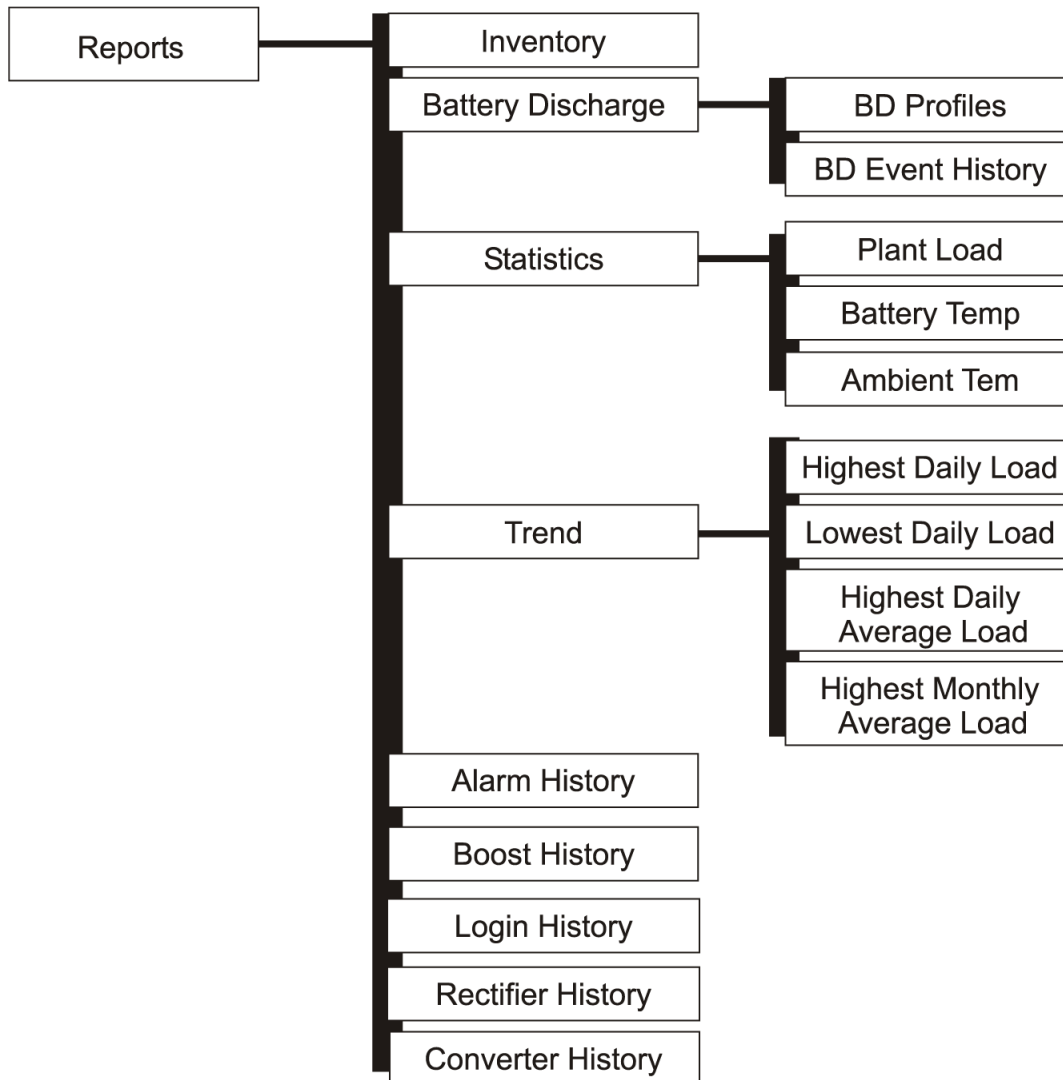 Reports
Inventory
Battery Discharge
BD Profiles
BD Event History
Statistics
Plant Load
Battery Temp
Ambient Tem
Trend
Highest Daily Load
Lowest Daily Load
Highest Daily
Average Load
Highest Monthly
Average Load
Alarm History
Boost History
Login History
Rectifier History
Converter History